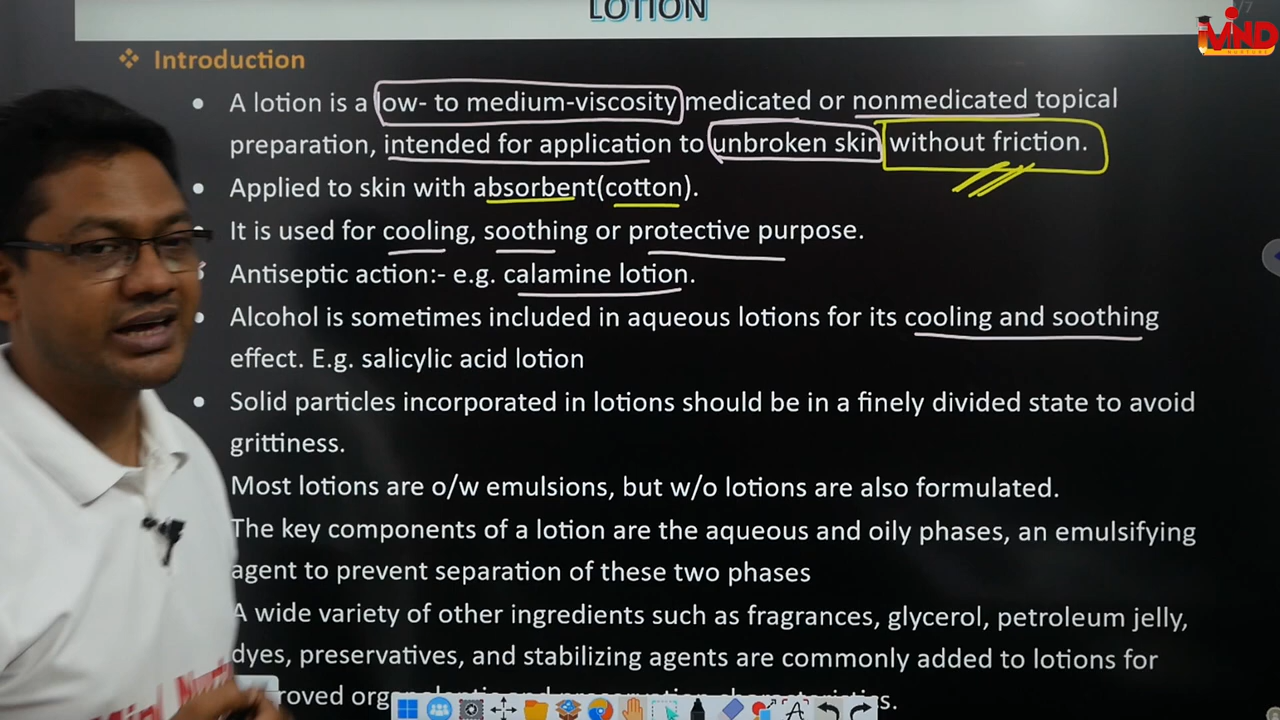 LOTION
MIND
Introduction
A lotion is a low- to medium-viscosity medicated or nonmedicated topical
preparation, intended for application to unbroken skin without friction.
Applied to skin with absorbent(cotton).
It is used for cooling, soothing or protective purpose.
Antiseptic action:- e.g. calamine lotion.
Alcohol is sometimes included in aqueous lotions for its cooling and soothing
effect. E.g. salicylic acid lotion
Solid particles incorporated in lotions should be in a finely divided state to avoid
grittiness.
Most lotions are o/w emulsions, but w/o lotions are also formulated.
The key components of a lotion are the aqueous and oily phases, an emulsifying
agent to prevent separation of these two phases
A wide variety of other ingredients such as fragrances, glycerol, petroleum jelly,
dyes, preservatives, and stabilizing agents are commonly added to lotions for